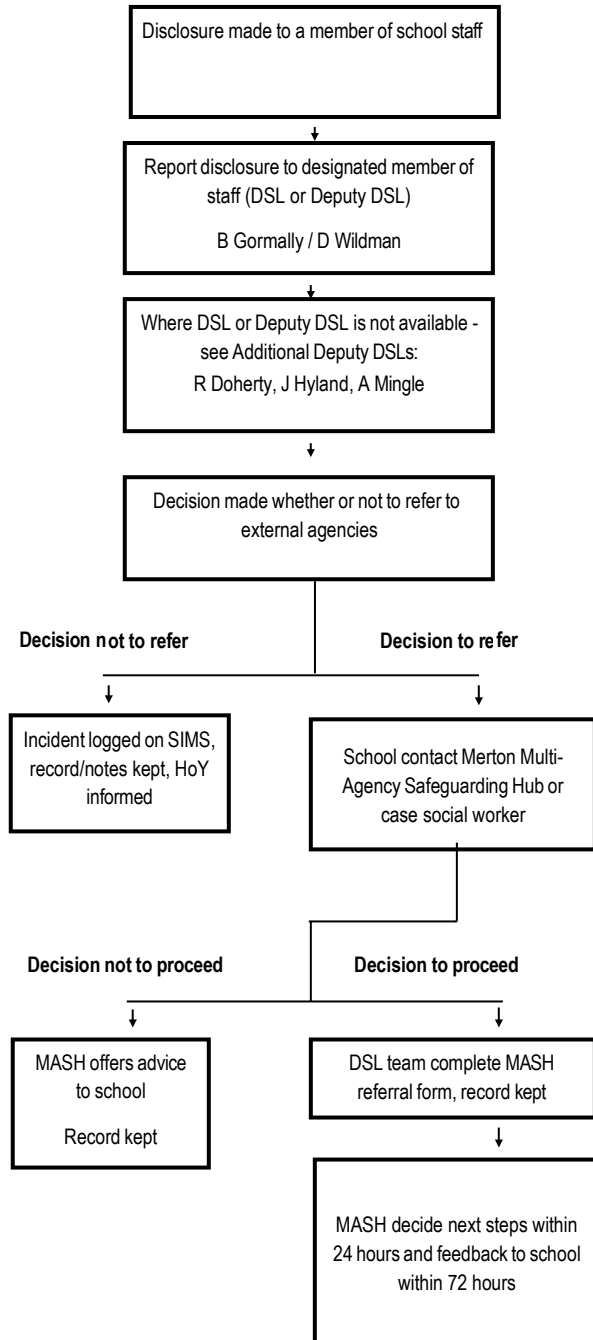 Disclosure made to a member of school staff
Report disclosure to designated member of
staff (DSL or Deputy DSL)
B Gormally / D Wildman
Where DSL or Deputy DSL is not available -
see Additional Deputy DSLs:
R Doherty, J Hyland, A Mingle
Decision made whether or not to refer to
external agencies
Decision not to refer
Decision to refer
Incident logged on SIMS,
record/notes kept, HoY
informed
School contact Merton Multi-
Agency Safeguarding Hub or
case social worker
Decision not to proceed
Decision to proceed
MASH offers advice
to school
Record kept
DSL team complete MASH
referral form, record kept
MASH decide next steps within
24 hours and feedback to school
within 72 hours